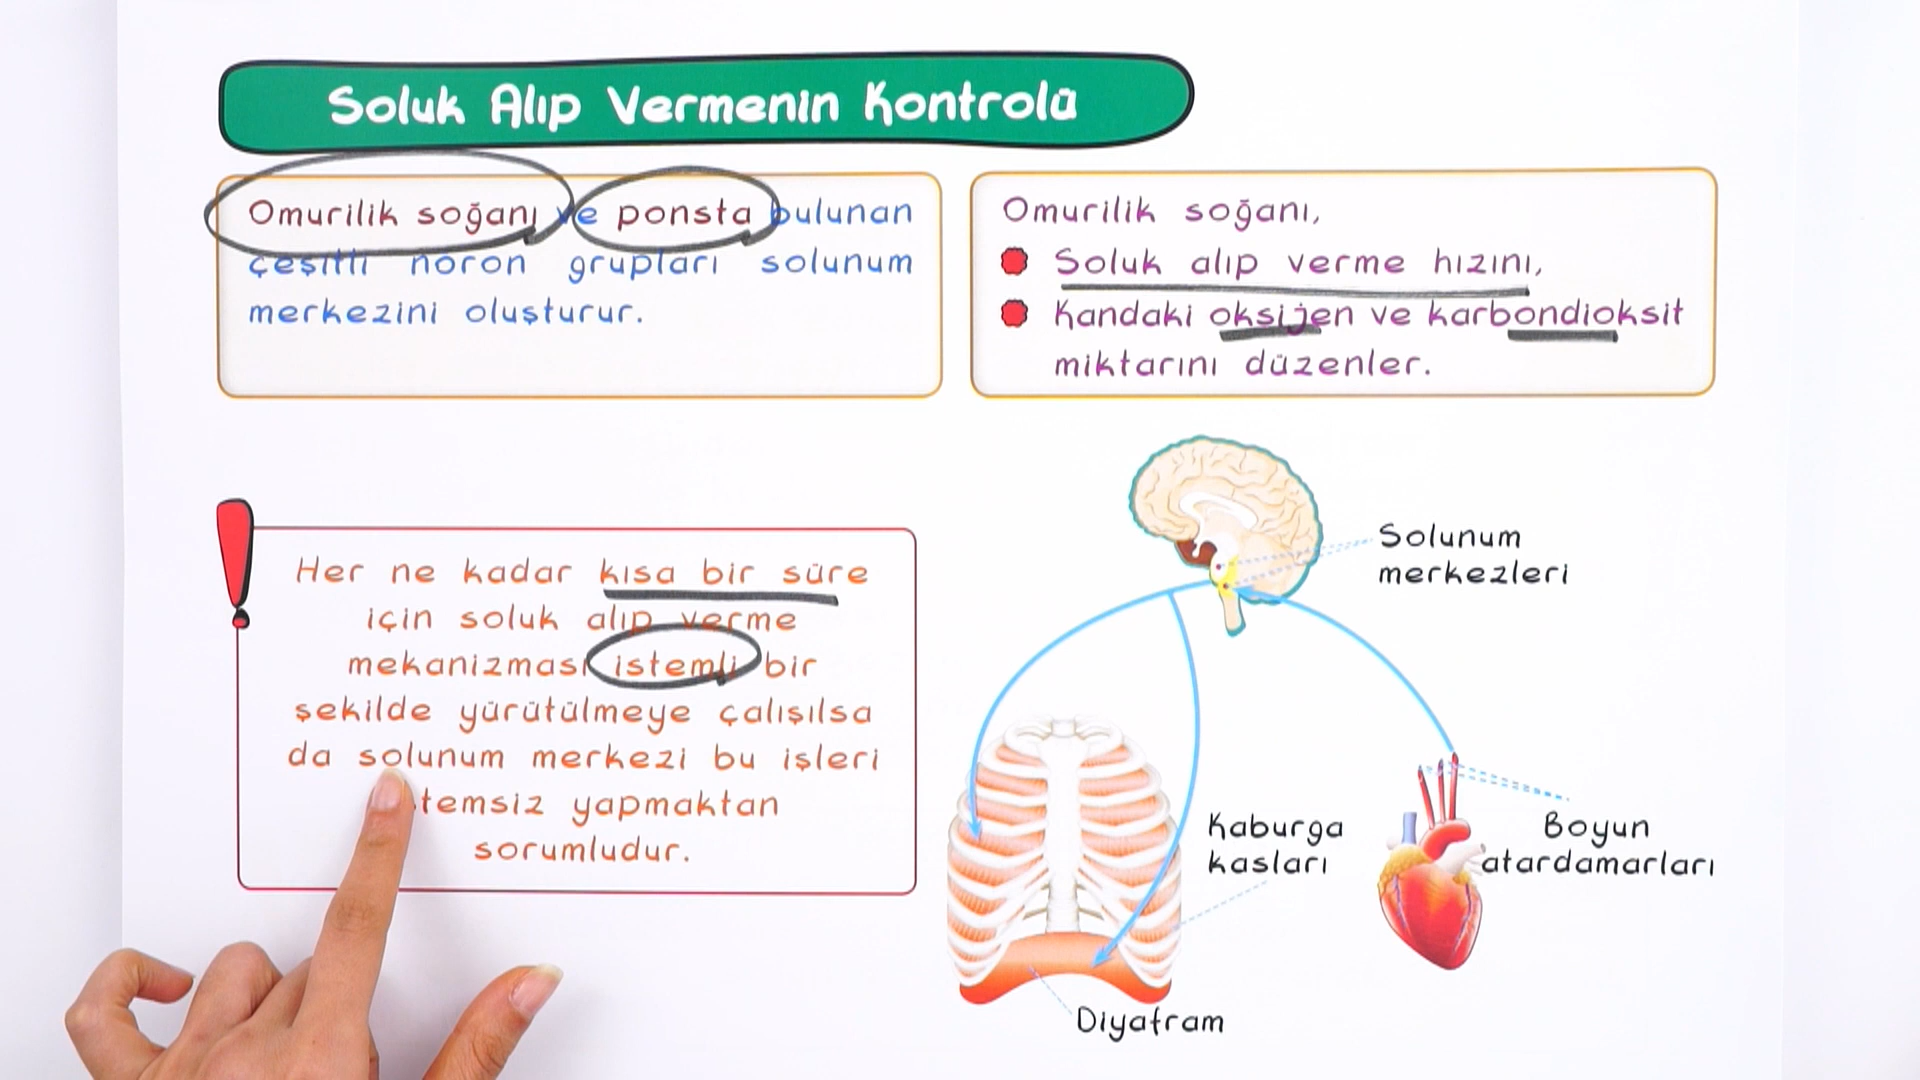 Soluk Alıp Vermenin Kontrolü
Omurilik soğanı ve ponsta bulunan
çeşitli nöron grupları solunum
merkezini oluşturur.
Omurilik soğanı,
Soluk alıp verme hızını,
Kandaki oksijen ve karbondioksit
miktarını düzenler.
Her ne kadar kısa bir süre
için soluk alıp verme
mekanizması istemli bir
şekilde yürütülmeye çalışılsa
da solunum merkezi bu işleri
yapmaktan
sorumludur.
Solunum
merkezleri
Kaburga
kasları
Boyun
atardamarları
Diyafram